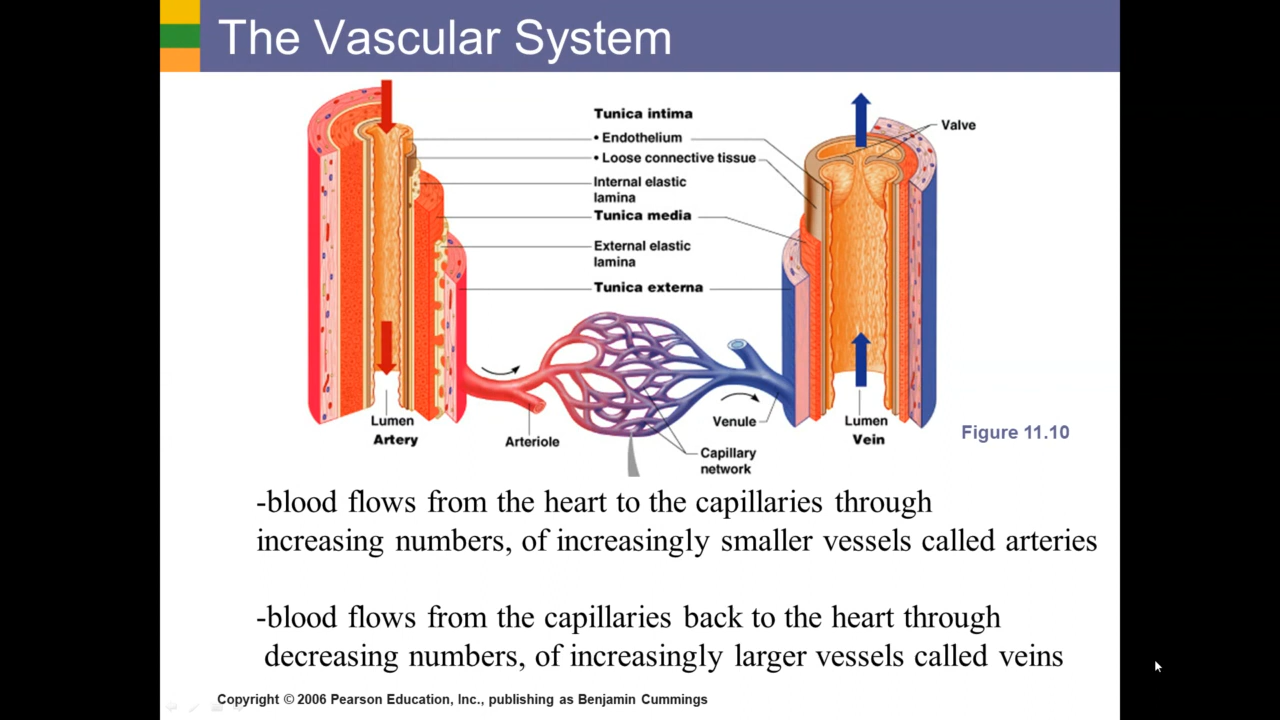 The Vascular System
Tunica intima
• Endothelium
• Loose connective tissue
Internal elastic
lamina
Tunica media
External elastic
lamina
Tunica externa
Valve
Lumen
Artery
Arteriole
Venule
Capillary
network
Lumen
Vein
Figure 11.10
-blood flows from the heart to the capillaries through
increasing numbers, of increasingly smaller vessels called arteries
-blood flows from the capillaries back to the heart through
decreasing numbers, of increasingly larger vessels called veins
Copyright © 2006 Pearson Education, Inc., publishing as Benjamin Cummings